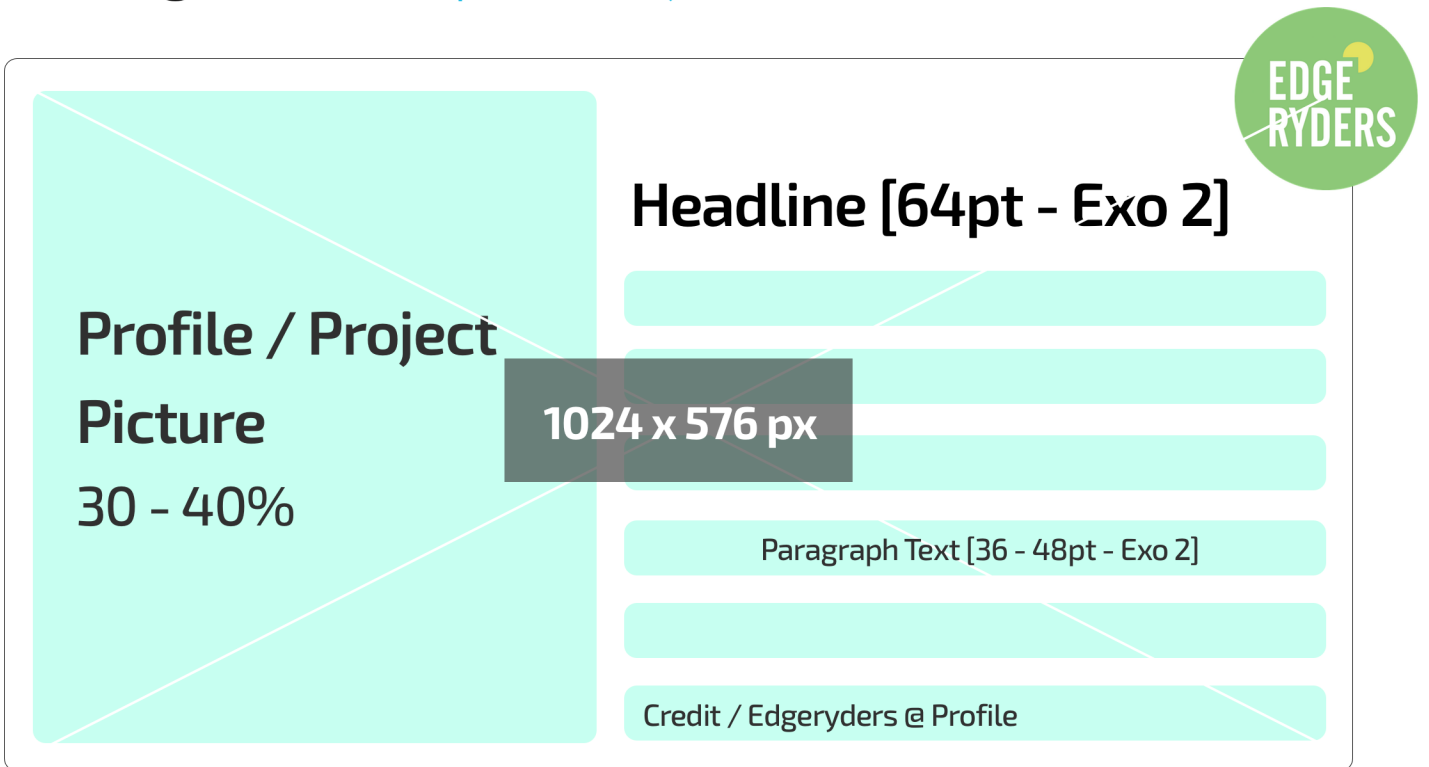 EDGE
RYDERS
Headline [64pt - Exo 2]
Profile / Project
Picture
30 - 40%
1024 x 576 px
Paragraph Text [36 - 48pt - Exo 2]
Credit / Edgeryders @ Profile